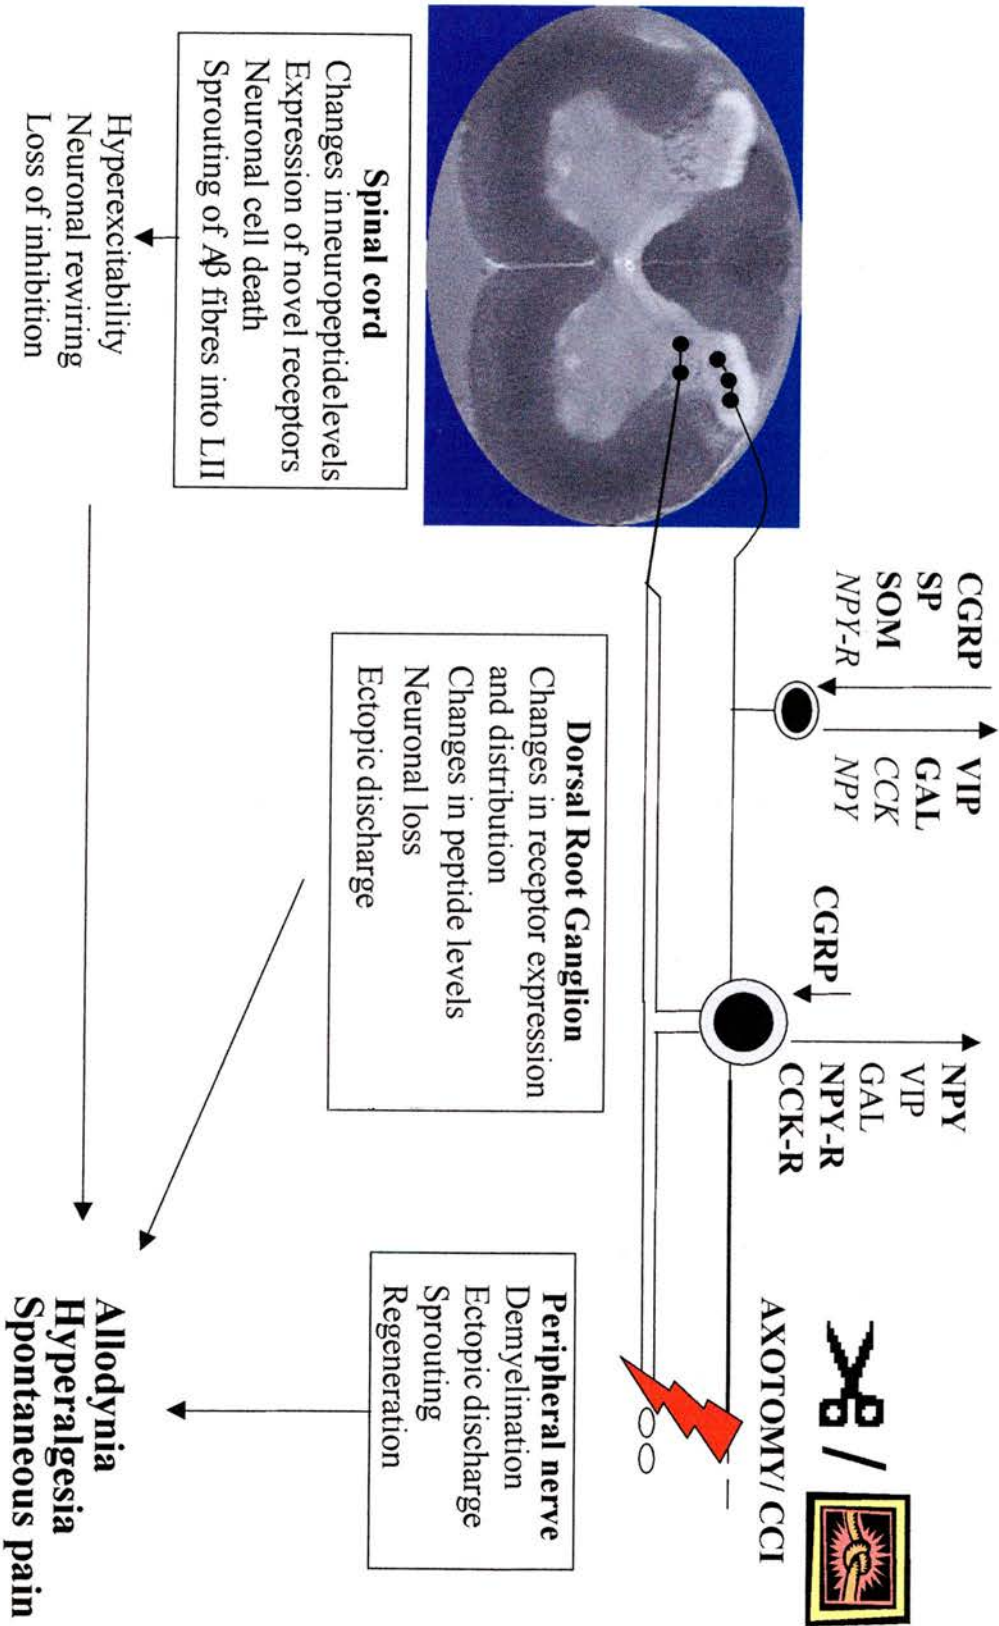 CGRP
SP
SOM
NPY-R
VIP
GAL
CCK
NPY
CGRP
NPY
VIP
GAL
NPY-R
CCK-R
AXOTOMY/ CCI
Spinal cord
Changes inneuropeptidelevels
Expression of novel receptors
Neuronal cell death
Sprouting of Aβ fibres into LII
Dorsal Root Ganglion
Changes in receptor expression
and distribution
Changes in peptide levels
Neuronal loss
Ectopic discharge
Peripheral nerve
Demyelination
Ectopic discharge
Sprouting
Regeneration
Hyperexcitability
Neuronal rewiring
Loss of inhibition
Allodynia
Hyperalgesia
Spontaneous pain